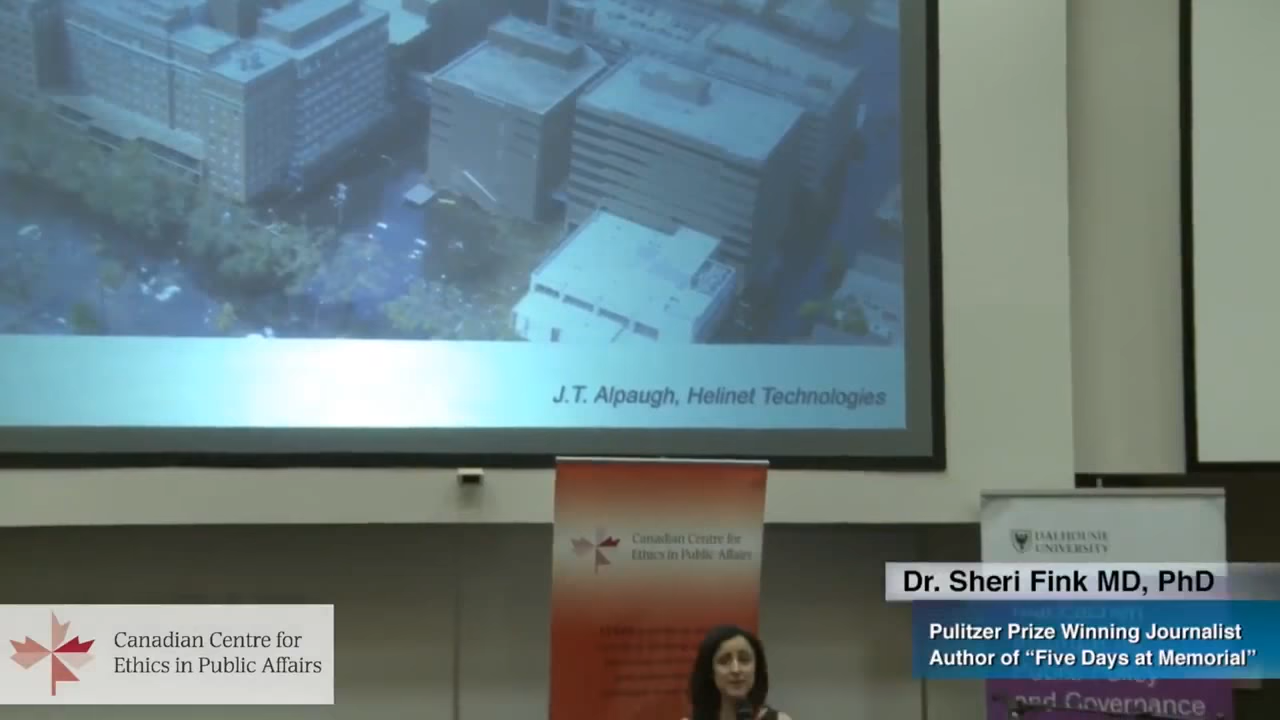 J.T. Alpaugh, Helinet Technologies
Canadian Centre for
Ethics in Public Affairs
DALHOUSIE
UNIVERSITY
Dr. Sheri Fink MD, PhD
Pulitzer Prize Winning Journalist
Author of “Five Days at Memorial”
Canadian Centre for
Ethics in Public Affairs
and Governance